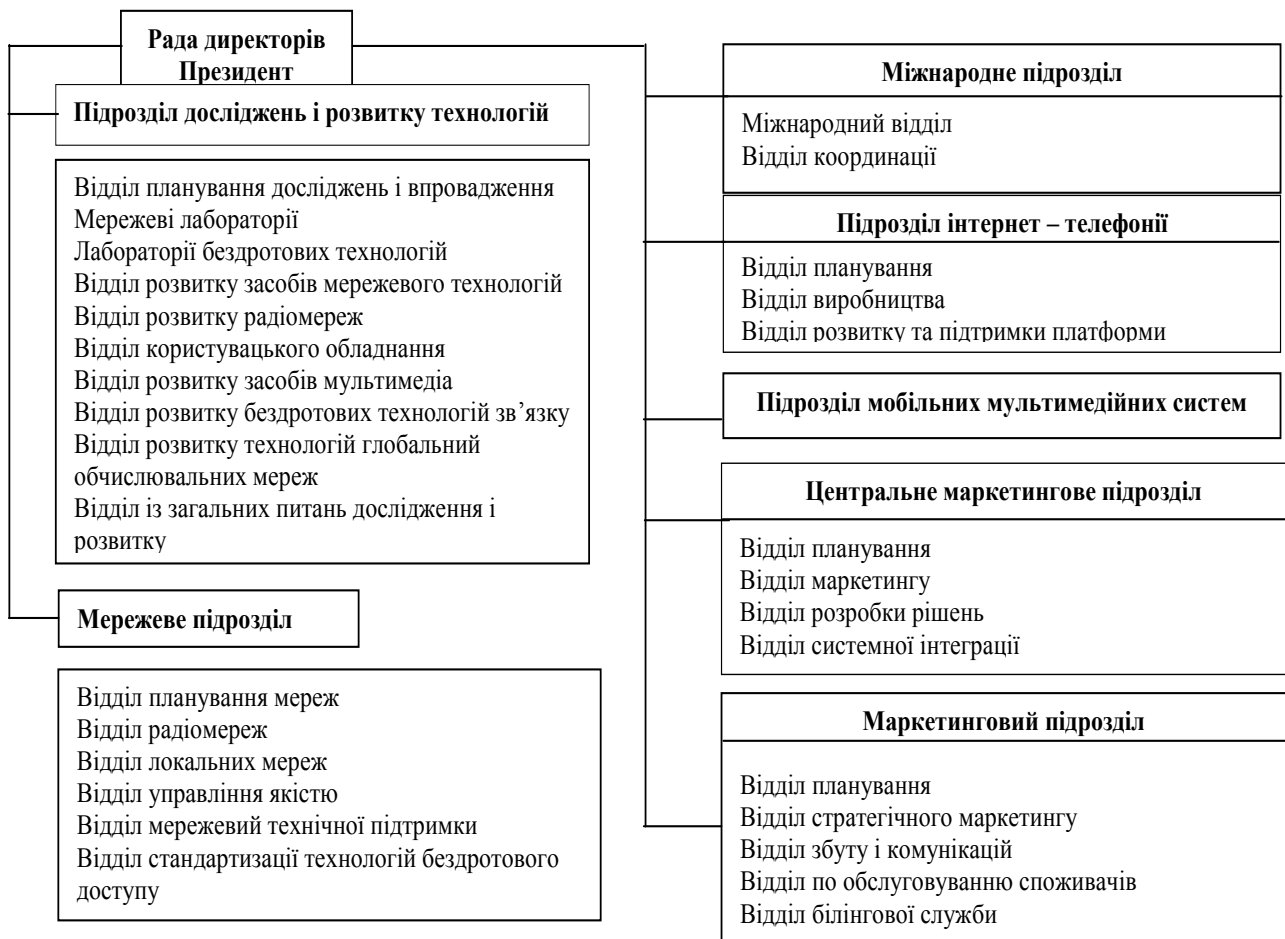 Рада директорів
Президент
Підрозділ досліджень і розвитку технологій
Відділ планування досліджень і впровадження
Мережеві лабораторії
Лабораторії бездротових технологій
Відділ розвитку засобів мережевого технологій
Відділ розвитку радіомереж
Відділ користувацького обладнання
Відділ розвитку засобів мультимедіа
Відділ розвитку бездротових технологій зв’язку
Відділ розвитку технологій глобальний
обчислювальних мереж
Відділ із загальних питань дослідження і
розвитку
Мережеве підрозділ
Відділ планування мереж
Відділ радіомереж
Відділ локальних мереж
Відділ управління якістю
Відділ мережевий технічної підтримки
Відділ стандартизації технологій бездротового
доступу
Міжнародне підрозділ
Міжнародний відділ
Відділ координації
Підрозділ інтернет – телефонії
Відділ планування
Відділ виробництва
Відділ розвитку та підтримки платформи
Підрозділ мобільних мультимедійних систем
Центральне маркетингове підрозділ
Відділ планування
Відділ маркетингу
Відділ розробки рішень
Відділ системної інтеграції
Маркетинговий підрозділ
Відділ планування
Відділ стратегічного маркетингу
Відділ збуту і комунікацій
Відділ по обслуговуванню споживачів
Відділ білінгової служби